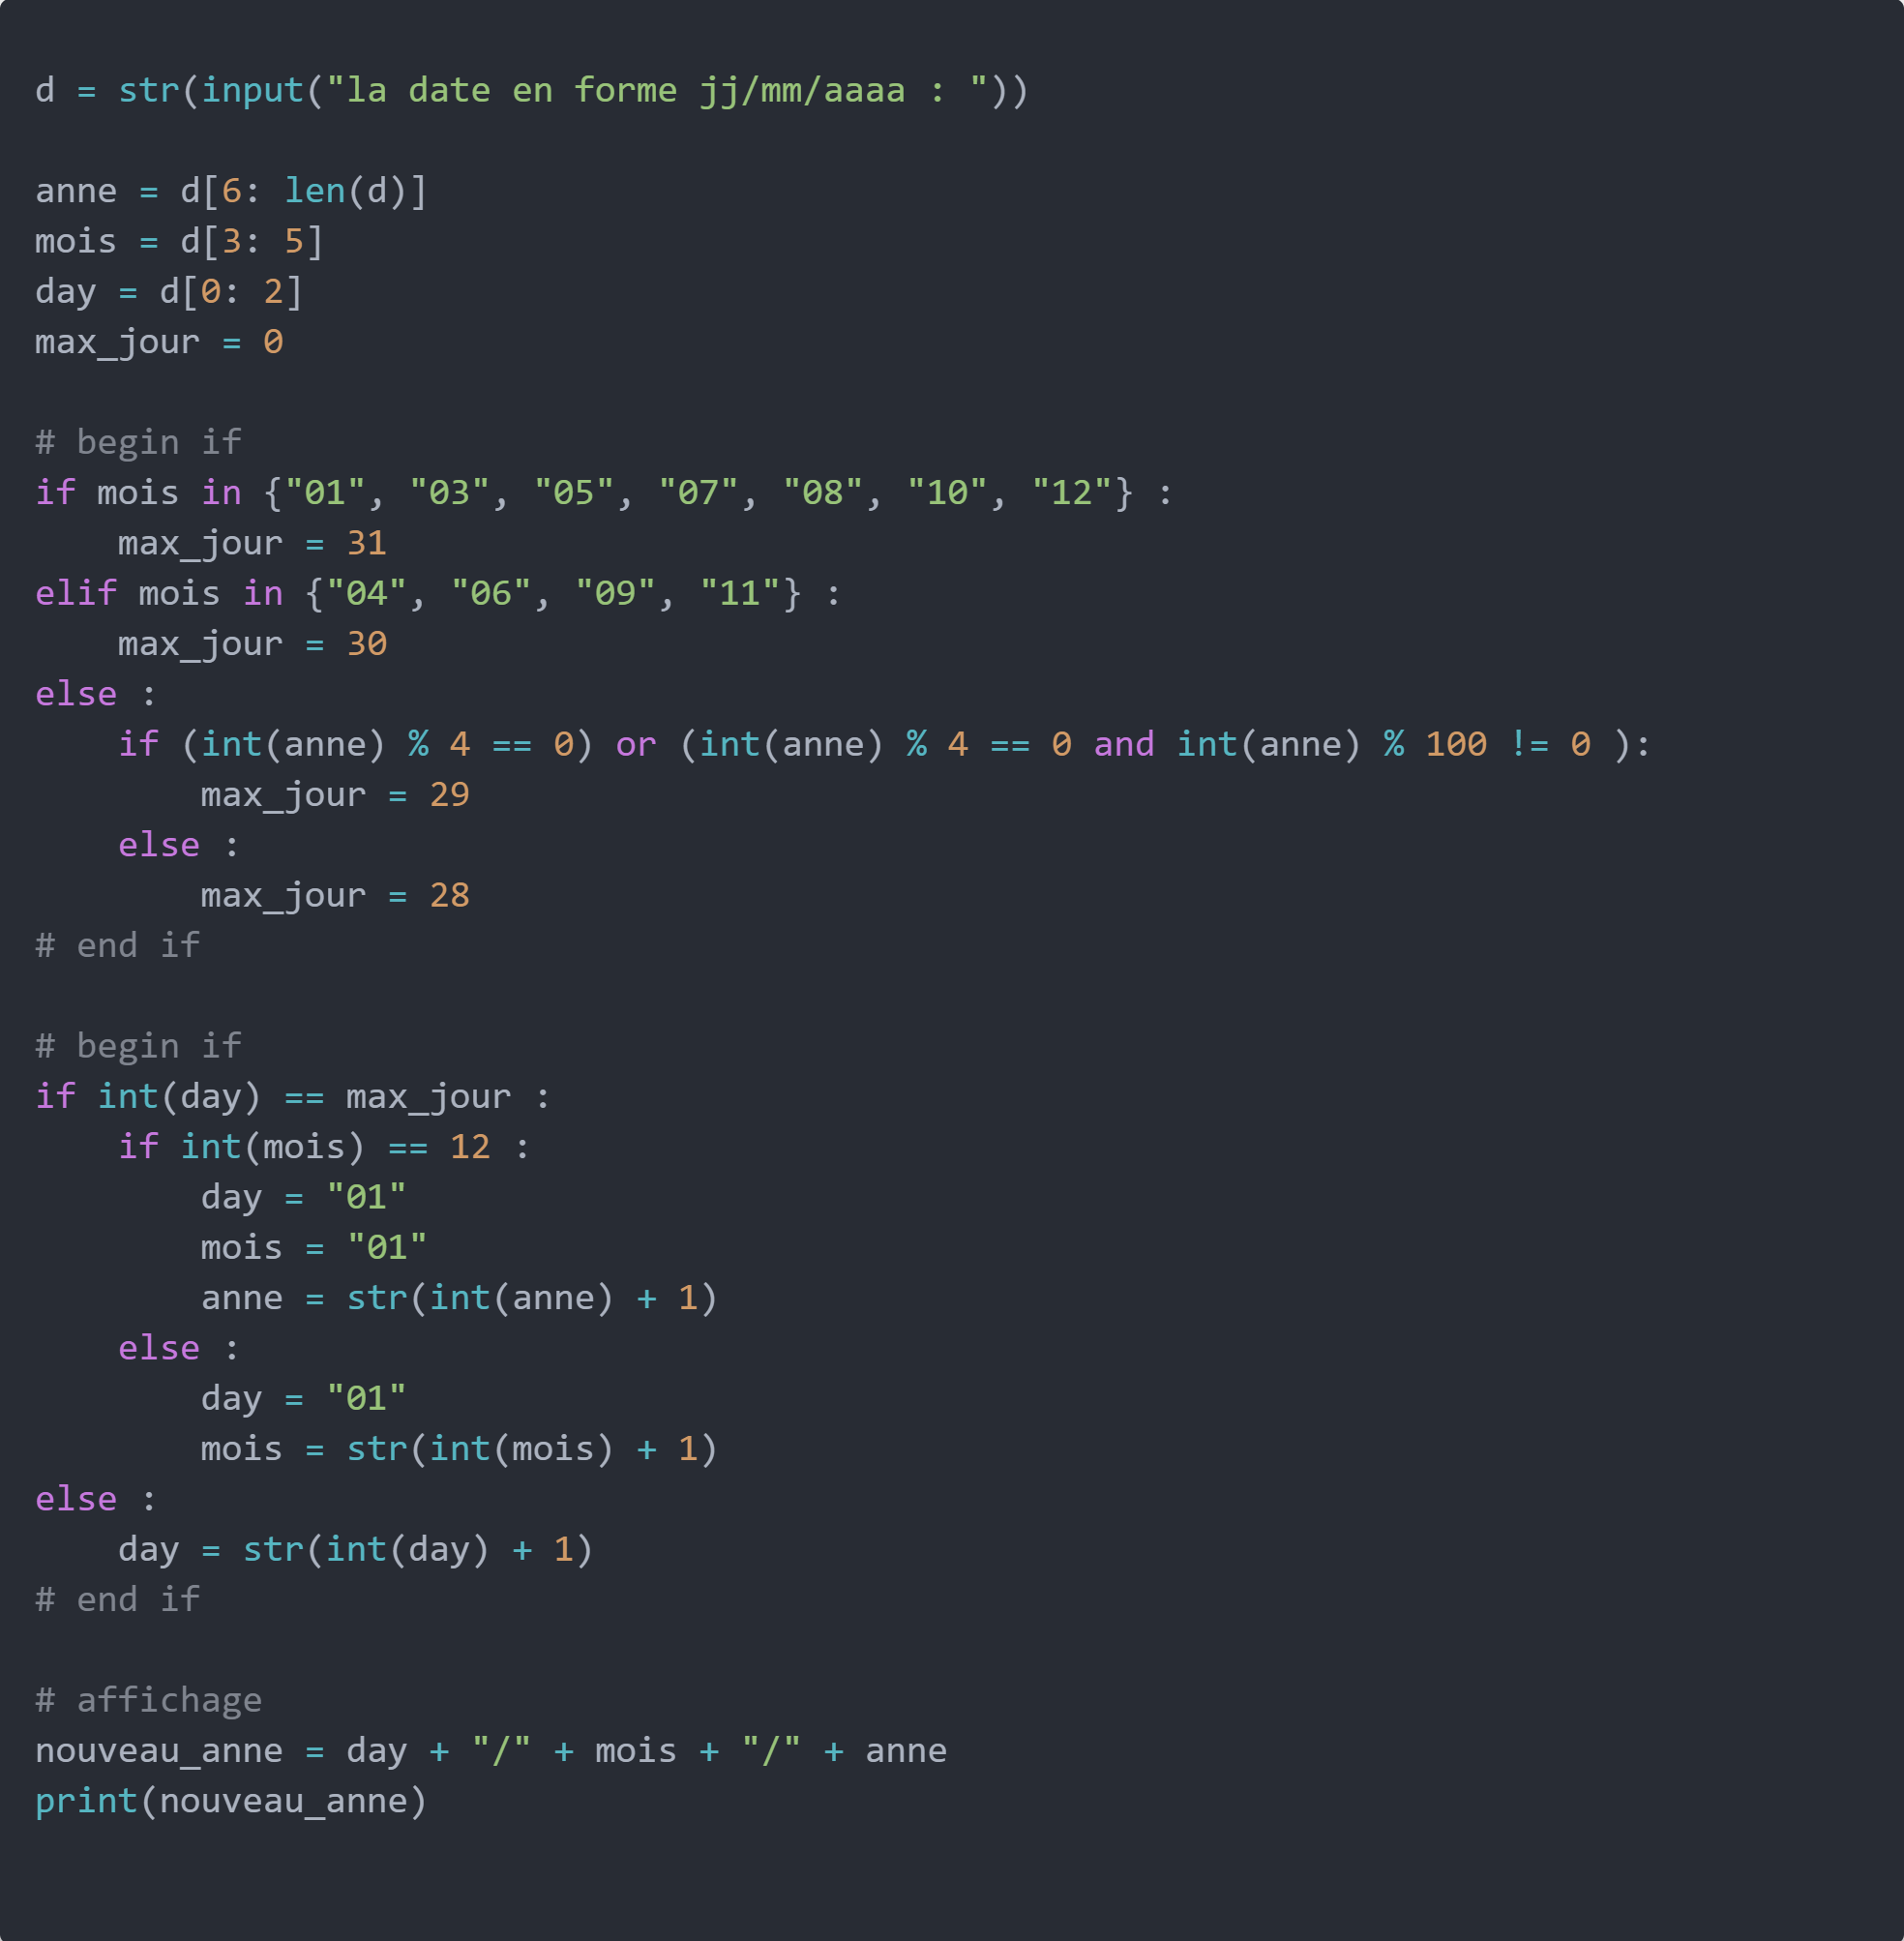 d = str(input("la date en forme jj/mm/aaaa : "))

anne = d[6: len(d)]
mois = d[3: 5]
day = d[0: 2]
max_jour = 0

# begin if
if mois in {"01", "03", "05", "07", "08", "10", "12"} :
    max_jour = 31
elif mois in {"04", "06", "09", "11"} :
    max_jour = 30
else :
    if (int(anne) % 4 == 0) or (int(anne) % 4 == 0 and int(anne) % 100 != 0 ):
        max_jour = 29
    else :
        max_jour = 28
# end if

# begin if
if int(day) == max_jour :
    if int(mois) == 12 :
        day = "01"
        mois = "01"
        anne = str(int(anne) + 1)
    else :
        day = "01"
        mois = str(int(mois) + 1)
else :
    day = str(int(day) + 1)
# end if

# affichage
nouveau_anne = day + "/" + mois + "/" + anne
print(nouveau_anne)